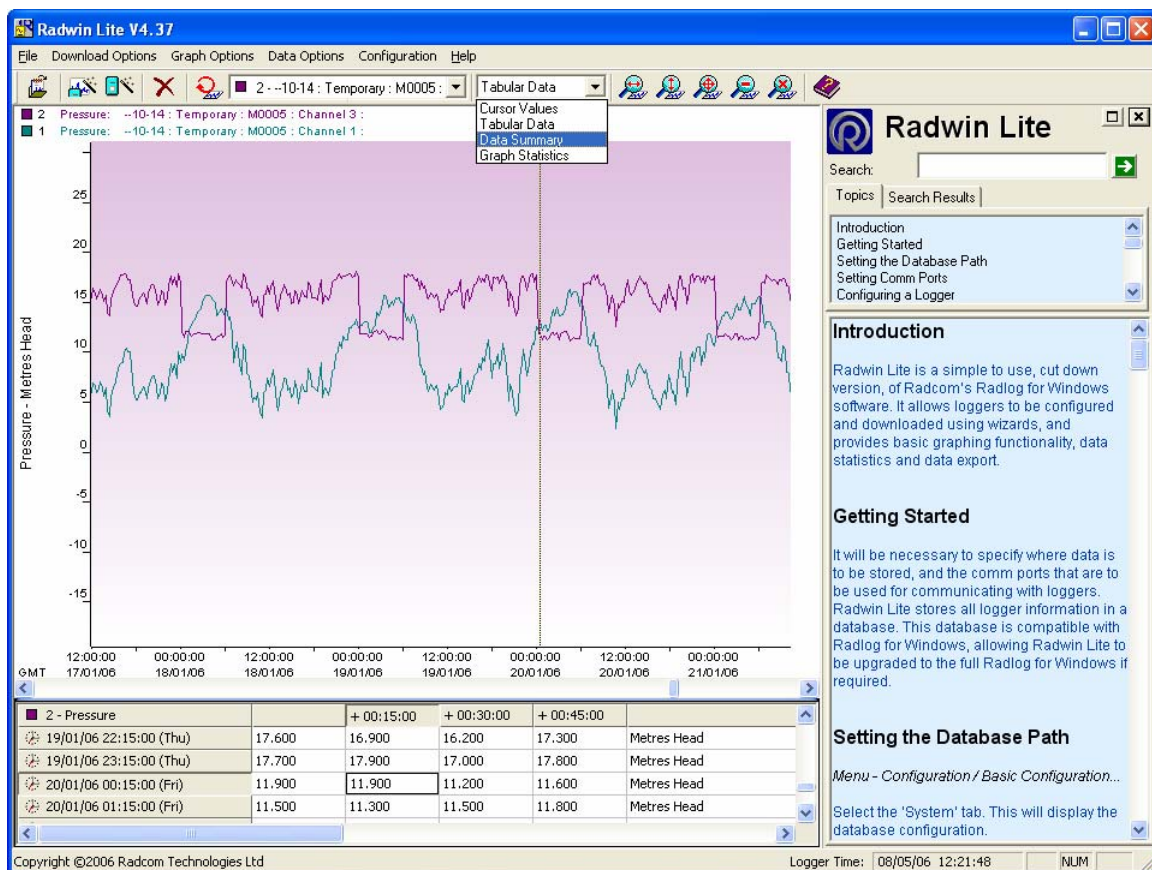 Radwin Lite V4.37
File Download Options Graph Options Data Options Configuration Help
2 - --10-14 : Temporary : M0005 :
Tabular Data
Cursor Values
Tabular Data
Data Summary
Graph Statistics
2 Pressure: --10-14 : Temporary : M0005 : Channel 3 :
1 Pressure: --10-14 : Temporary : M0005 : Channel 1 :
Pressure - Metres Head
25
20
15
10
5
0
-5
-10
-15
12:00:00 00:00:00 12:00:00 00:00:00 12:00:00 00:00:00 12:00:00 00:00:00
GMT 17/01/06 18/01/06 18/01/06 19/01/06 19/01/06 20/01/06 20/01/06 21/01/06
2 - Pressure + 00:15:00 + 00:30:00 + 00:45:00
19/01/06 22:15:00 (Thu) 17.600 16.900 16.200 17.300 Metres Head
19/01/06 23:15:00 (Thu) 17.700 17.900 17.000 17.800 Metres Head
20/01/06 00:15:00 (Fri) 11.900 11.900 11.200 11.600 Metres Head
20/01/06 01:15:00 (Fri) 11.500 11.300 11.500 11.800 Metres Head
Radwin Lite
Search:
Topics Search Results
Introduction
Getting Started
Setting the Database Path
Setting Comm Ports
Configuring a Logger
Introduction
Radwin Lite is a simple to use, cut down
version, of Radcom's Radlog for Windows
software. It allows loggers to be configured
and downloaded using wizards, and
provides basic graphing functionality, data
statistics and data export.
Getting Started
It will be necessary to specify where data is
to be stored, and the comm ports that are to
be used for communicating with loggers.
Radwin Lite stores all logger information in a
database. This database is compatible with
Radlog for Windows, allowing Radwin Lite to
be upgraded to the full Radlog for Windows if
required.
Setting the Database Path
Menu - Configuration / Basic Configuration...
Select the 'System' tab. This will display the
database configuration.
Copyright ©2006 Radcom Technologies Ltd
Logger Time: 08/05/06 12:21:48 NUM